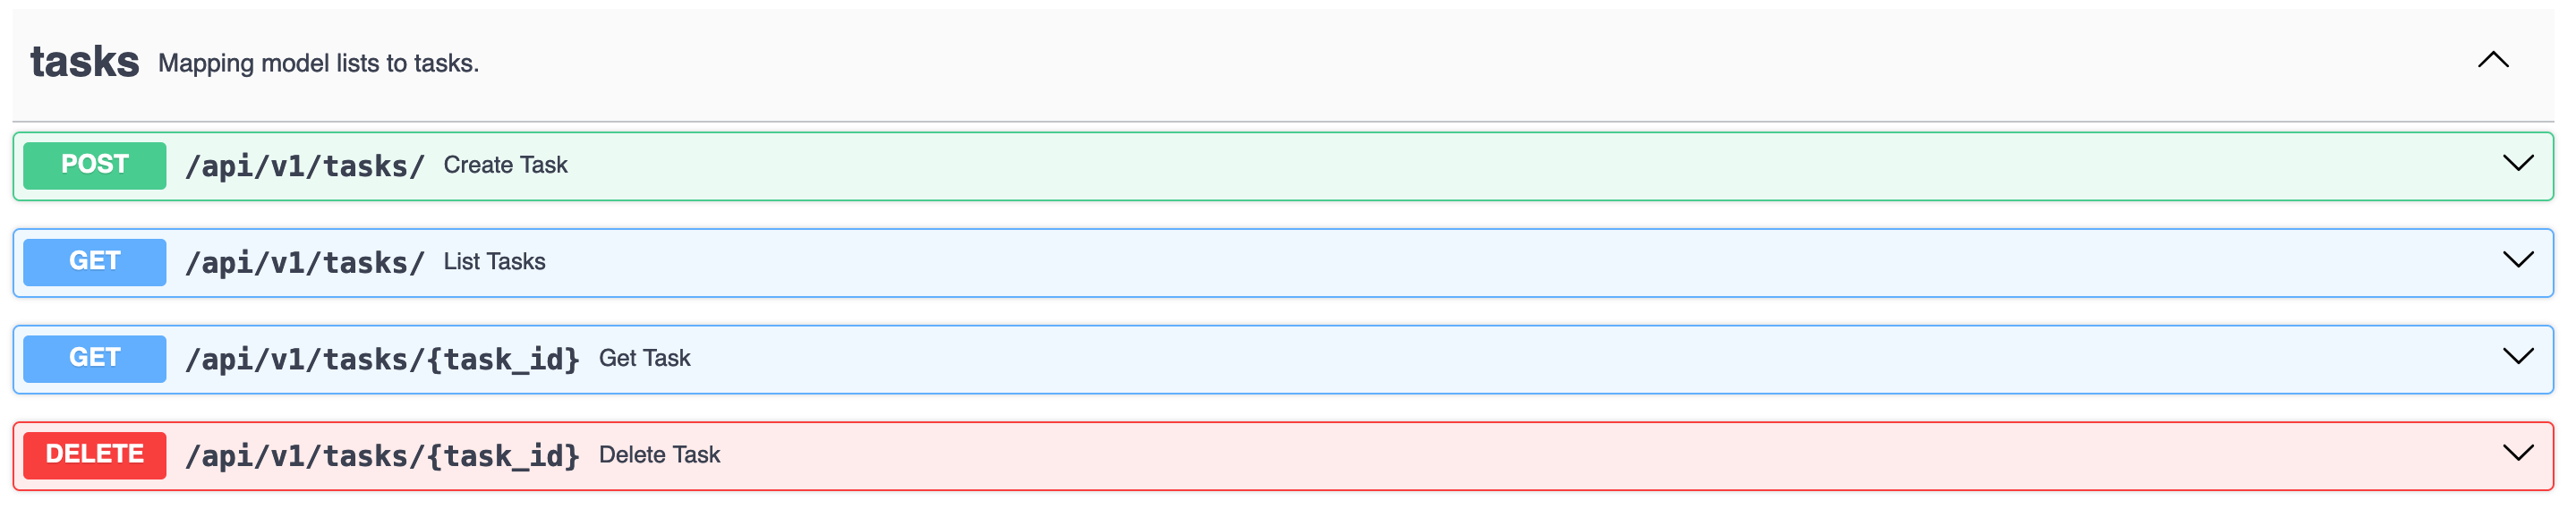 tasks Mapping model lists to tasks.
POST /api/v1/tasks/ Create Task
GET /api/v1/tasks/ List Tasks
GET /api/v1/tasks/{task_id} Get Task
DELETE /api/v1/tasks/{task_id} Delete Task